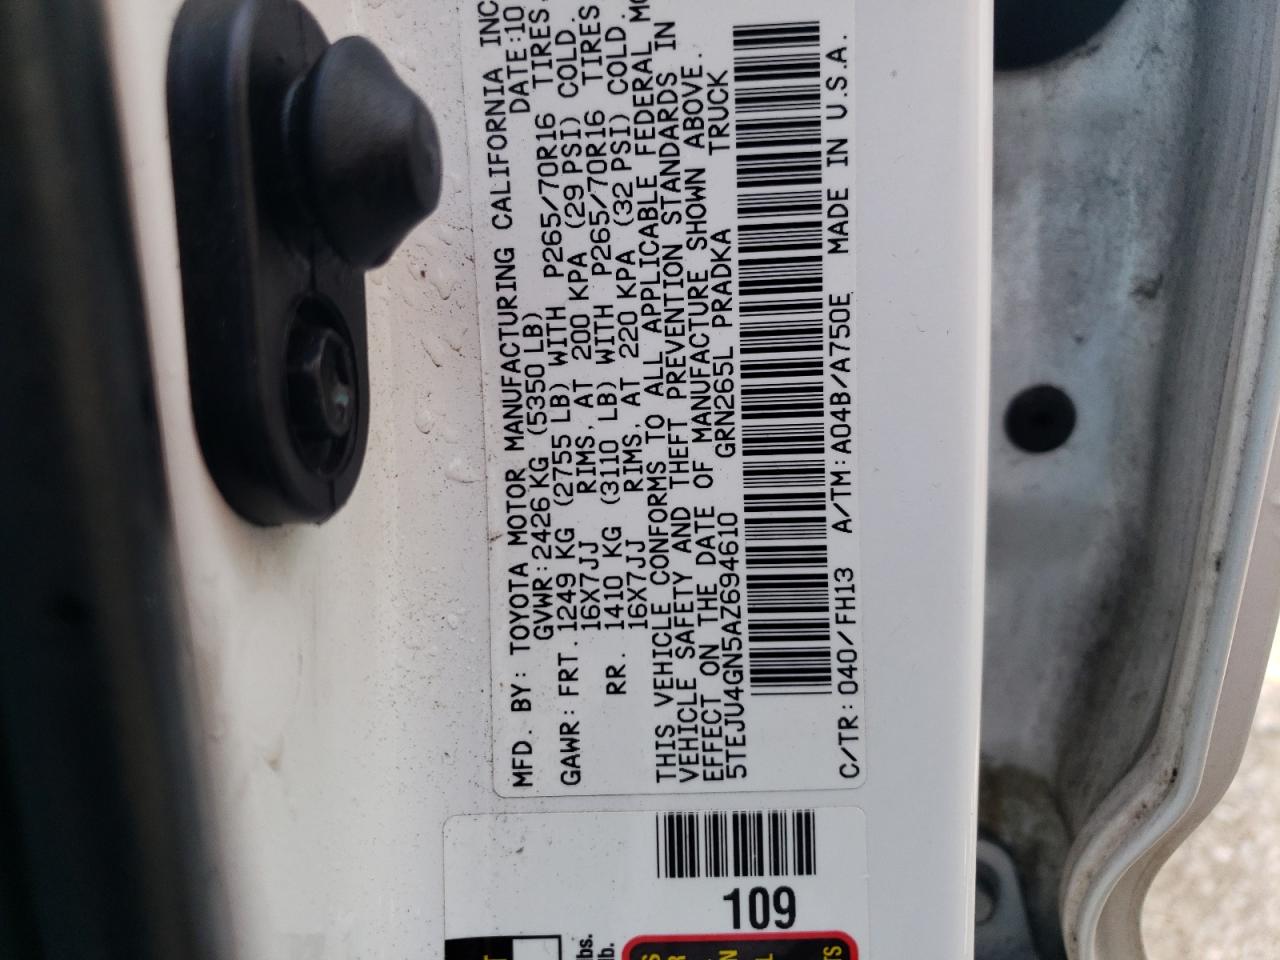 MFD. BY: TOYOTA MOTOR MANUFACTURING CALIFORNIA INC
GVWR: 2426 KG (5350 LB) DATE: 10
GAWR: FRT. 1249 KG (2755 LB) WITH P265/70R16 TIRES
16X7JJ RIMS, AT 200 KPA (29 PSI) COLD.
RR. 1410 KG (3110 LB) WITH P265/70R16 TIRES
16X7JJ RIMS, AT 220 KPA (32 PSI) COLD.
THIS VEHICLE CONFORMS TO ALL APPLICABLE FEDERAL MO
VEHICLE SAFETY AND THEFT PREVENTION STANDARDS IN
EFFECT ON THE DATE OF MANUFACTURE SHOWN ABOVE.
5TEJU4GN5AZ694610 GRN265L PRADKA TRUCK
C/TR: 040/FH13 A/TM: A04B/A750E MADE IN U.S.A.
109